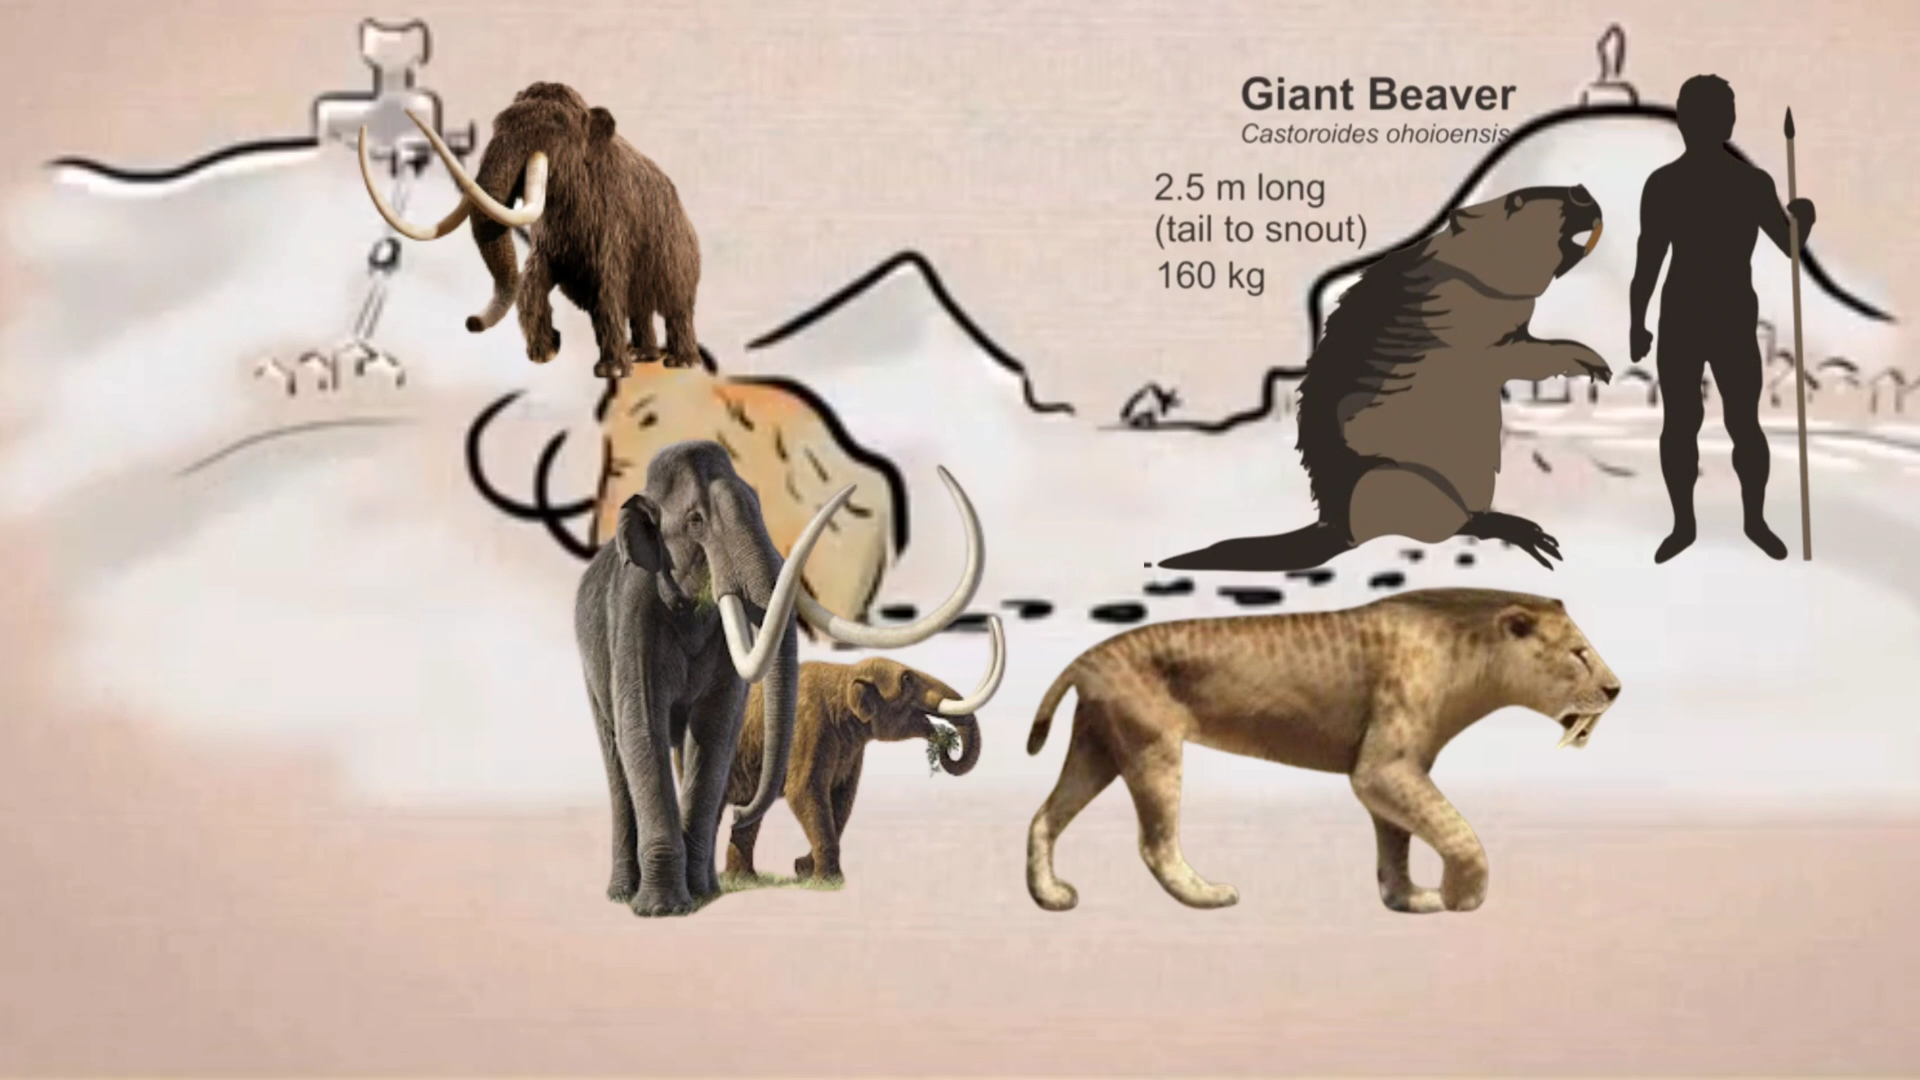 Giant Beaver
Castoroides ohoioensis
2.5 m long
(tail to snout)
160 kg